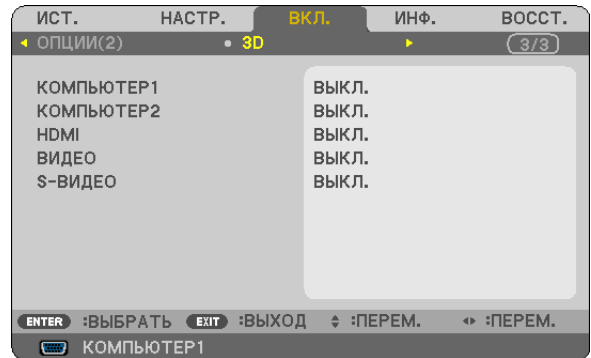 ИСТ. НАСТР. ВКЛ. ИНФ. ВОССТ.
ОПЦИИ(2) 3D 3/3
КОМПЬЮТЕР1 ВЫКЛ.
КОМПЬЮТЕР2 ВЫКЛ.
HDMI ВЫКЛ.
ВИДЕО ВЫКЛ.
S-ВИДЕО ВЫКЛ.
ENTER :ВЫБРАТЬ EXIT :ВЫХОД :ПЕРЕМ. :ПЕРЕМ.
КОМПЬЮТЕР1